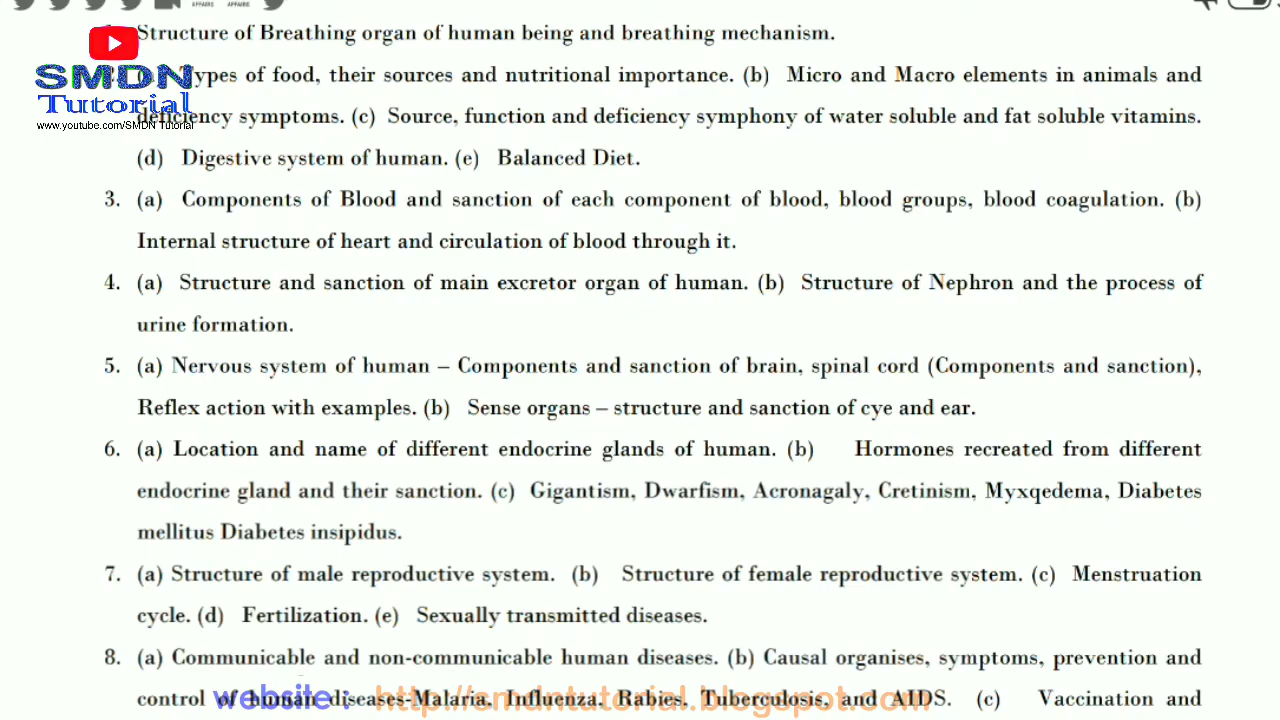 AFFAIRS AFFAIRS
Structure of Breathing organ of human being and breathing mechanism.
SMDN
Tutorial
www.youtube.com/SMDN Tutorial
types of food, their sources and nutritional importance. (b) Micro and Macro elements in animals and
deficiency symptoms. (c) Source, function and deficiency symphony of water soluble and fat soluble vitamins.
(d) Digestive system of human. (e) Balanced Diet.
3. (a) Components of Blood and sanction of each component of blood, blood groups, blood coagulation. (b)
Internal structure of heart and circulation of blood through it.
4. (a) Structure and sanction of main excretor organ of human. (b) Structure of Nephron and the process of
urine formation.
5. (a) Nervous system of human – Components and sanction of brain, spinal cord (Components and sanction),
Reflex action with examples. (b) Sense organs – structure and sanction of cye and ear.
6. (a) Location and name of different endocrine glands of human. (b) Hormones recreated from different
endocrine gland and their sanction. (c) Gigantism, Dwarfism, Acronagaly, Cretinism, Myxqedema, Diabetes
mellitus Diabetes insipidus.
7. (a) Structure of male reproductive system. (b) Structure of female reproductive system. (c) Menstruation
cycle. (d) Fertilization. (e) Sexually transmitted diseases.
8. (a) Communicable and non-communicable human diseases. (b) Causal organises, symptoms, prevention and
control of human diseases-Malaria, Influenza, Rabies, Tuberculosis, and AIDS. (c) Vaccination and
website : http://smdntutorial.blogspot.com